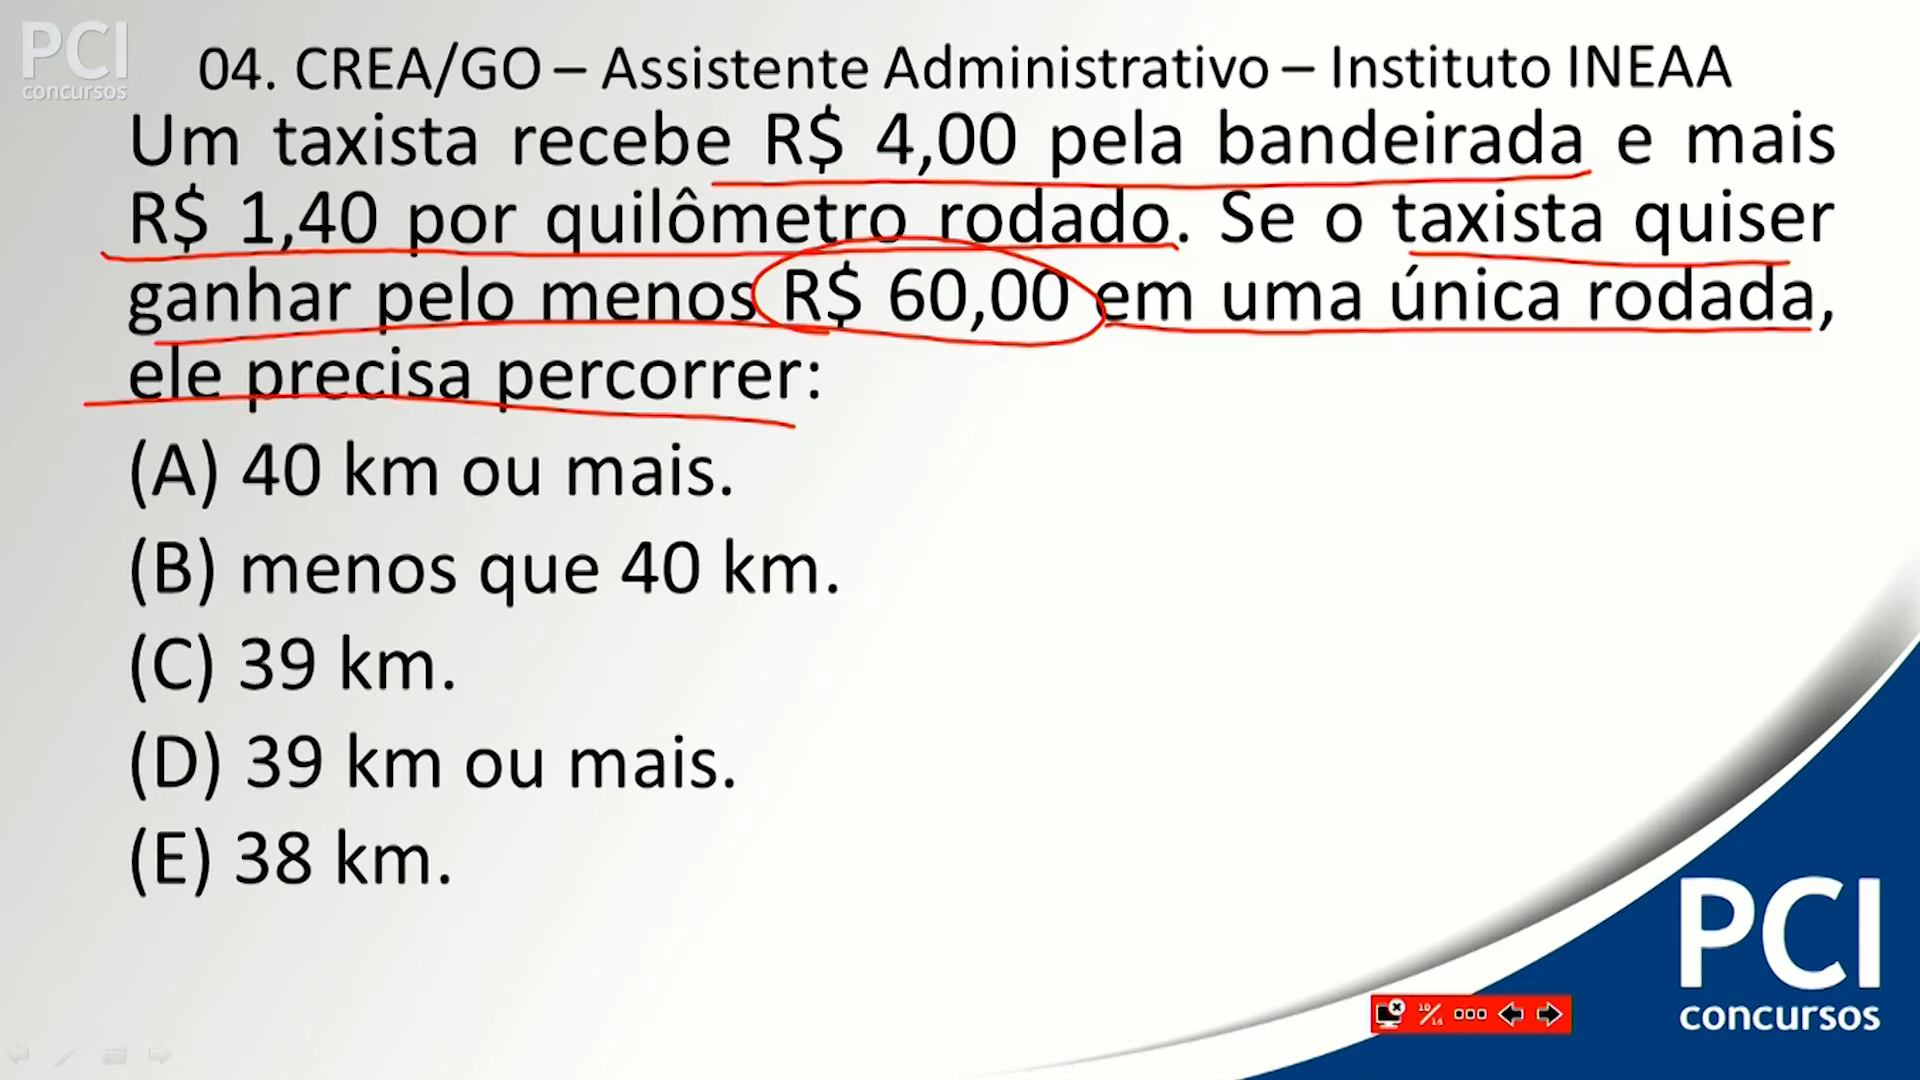 PCI
concursos
04. CREA/GO – Assistente Administrativo – Instituto INEAA
Um taxista recebe R$ 4,00 pela bandeirada e mais
R$ 1,40 por quilômetro rodado. Se o taxista quiser
ganhar pelo menos R$ 60,00 em uma única rodada,
ele precisa percorrer:
(A) 40 km ou mais.
(B) menos que 40 km.
(C) 39 km.
(D) 39 km ou mais.
(E) 38 km.
PCI
concursos
10/16